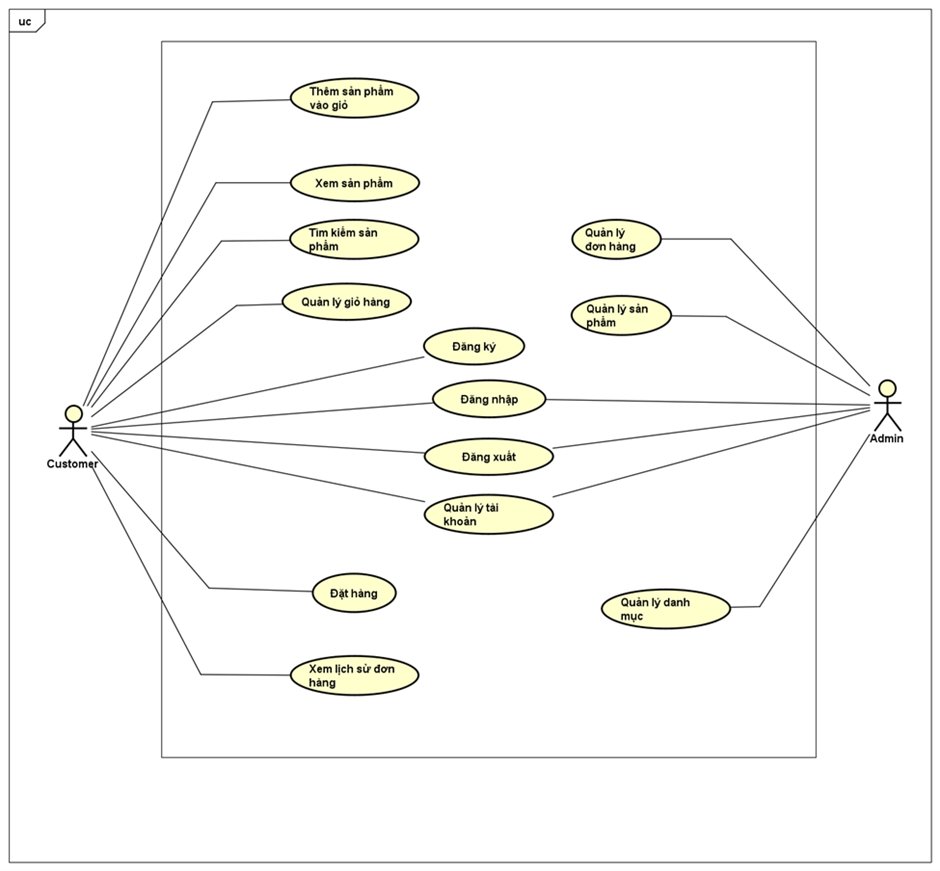 uc
Thêm sản phẩm
vào giỏ
Xem sản phẩm
Tìm kiếm sản
phẩm
Quản lý
đơn hàng
Quản lý giỏ hàng
Quản lý sản
phẩm
Đăng ký
Đăng nhập
Customer
Admin
Đăng xuất
Quản lý tài
khoản
Đặt hàng
Quản lý danh
mục
Xem lịch sử đơn
hàng